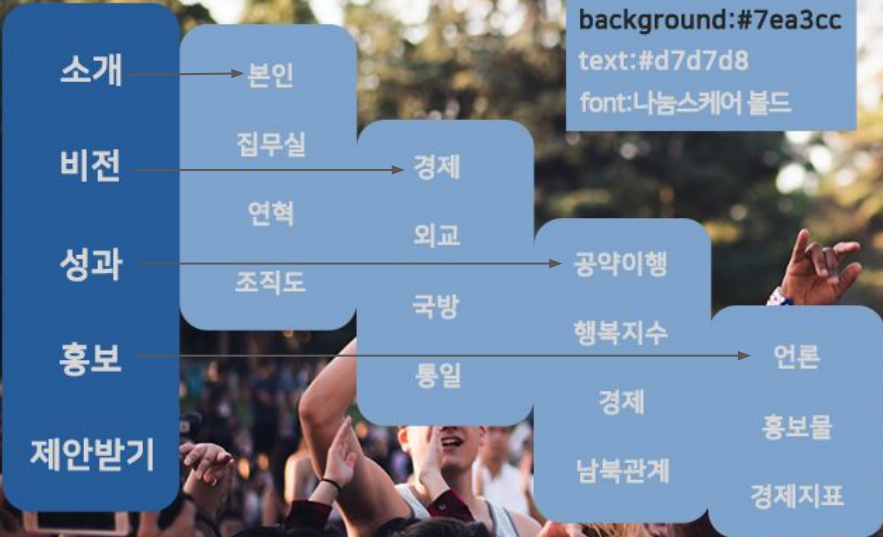 소개
비전
성과
홍보
제안받기
본인
집무실
연혁
조직도
경제
외교
국방
통일
공약이행
행복지수
경제
남북관계
언론
홍보물
경제지표
background:#7ea3cc
text:#d7d7d8
font:나눔스케어 볼드